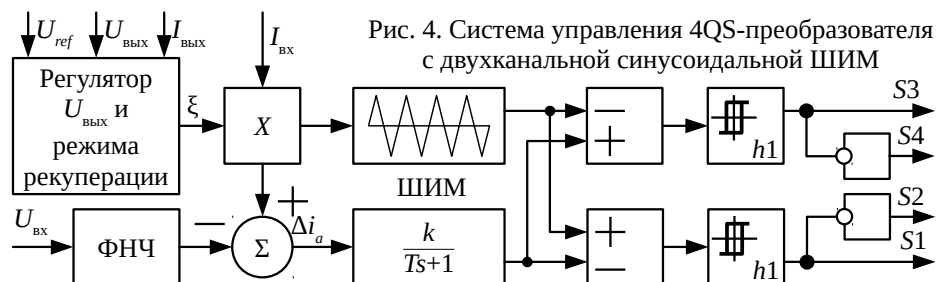 U_ref U_вых I_вых
I_вх
Рис. 4. Система управления 4QS-преобразователя
с двухканальной синусоидальной ШИМ
Регулятор
U_вых и
режима
рекуперации
ξ
X
ШИМ
−
+
h1
S3
S4
U_вх
ФНЧ
−
+
Σ
Δi_a
k
Ts+1
+
−
h1
S2
S1